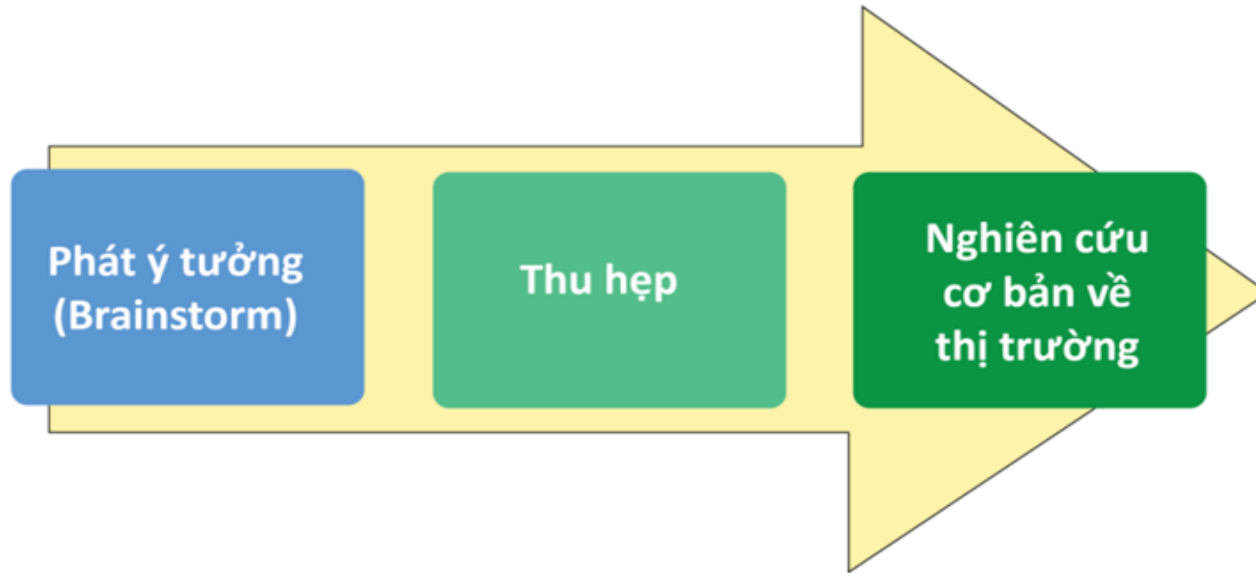 Phát ý tưởng
(Brainstorm)
Thu hẹp
Nghiên cứu
cơ bản về
thị trường